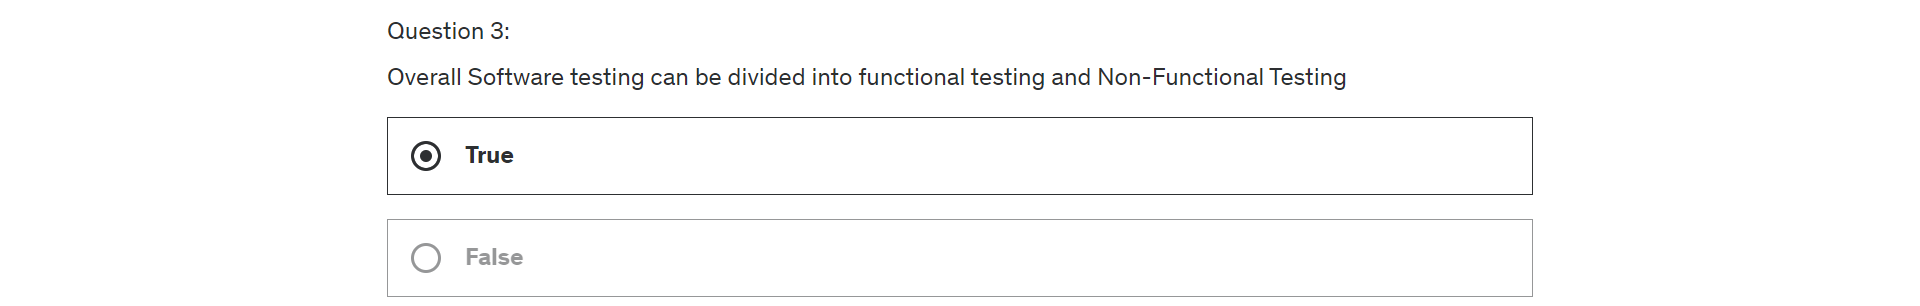 Question 3:
Overall Software testing can be divided into functional testing and Non-Functional Testing
True
False